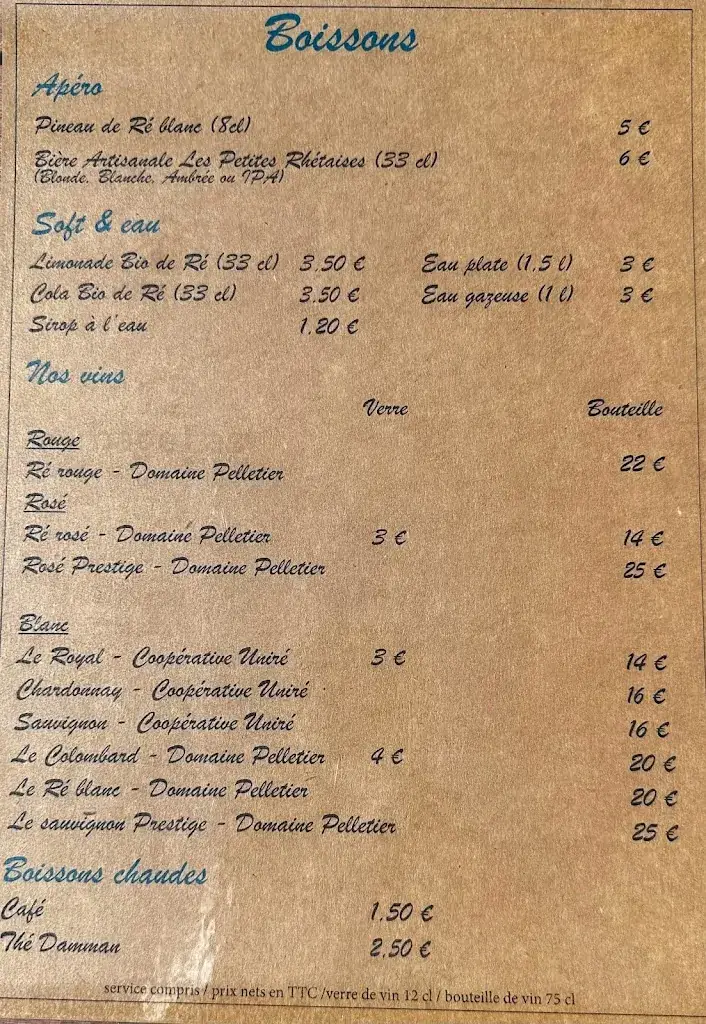 Boissons
Apéro
Pineau de Ré blanc (8cl) 5 €
Bière Artisanale Les Petites Rhétaises (33 cl) 6 €
(Blonde, Blanche, Ambrée ou IPA)
Soft & eau
Limonade Bio de Ré (33 cl) 3.50 € Eau plate (1,5 l) 3 €
Cola Bio de Ré (33 cl) 3.50 € Eau gazeuse (1 l) 3 €
Sirop à l'eau 1.20 €
Nos vins
Verre Bouteille
Rouge
Ré rouge - Domaine Pelletier 22 €
Rosé
Ré rosé - Domaine Pelletier 3 € 14 €
Rosé Prestige - Domaine Pelletier 25 €
Blanc
Le Royal - Coopérative Uniré 3 € 14 €
Chardonnay - Coopérative Uniré 16 €
Sauvignon - Coopérative Uniré 16 €
Le Colombard - Domaine Pelletier 4 € 20 €
Le Ré blanc - Domaine Pelletier 20 €
Le sauvignon Prestige - Domaine Pelletier 25 €
Boissons chaudes
Café 1.50 €
Thé Damman 2.50 €
service compris / prix nets en TTC /verre de vin 12 cl / bouteille de vin 75 cl